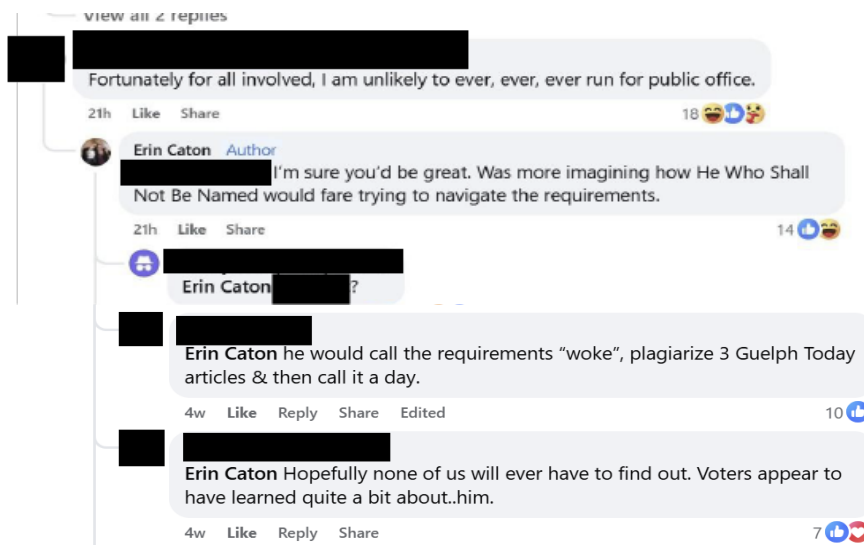 View all 2 replies
Fortunately for all involved, I am unlikely to ever, ever, ever run for public office.
21h Like Share 18
Erin Caton Author
I'm sure you'd be great. Was more imagining how He Who Shall
Not Be Named would fare trying to navigate the requirements.
21h Like Share 14
Erin Caton ?
Erin Caton he would call the requirements “woke”, plagiarize 3 Guelph Today
articles & then call it a day.
4w Like Reply Share Edited 10
Erin Caton Hopefully none of us will ever have to find out. Voters appear to
have learned quite a bit about..him.
4w Like Reply Share 7